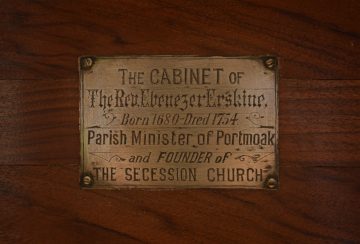 THE CABINET OF
The Rev. Ebenezer Erskine,
Born 1680–Died 1754
Parish Minister of Portmoak
and FOUNDER of
THE SECESSION CHURCH